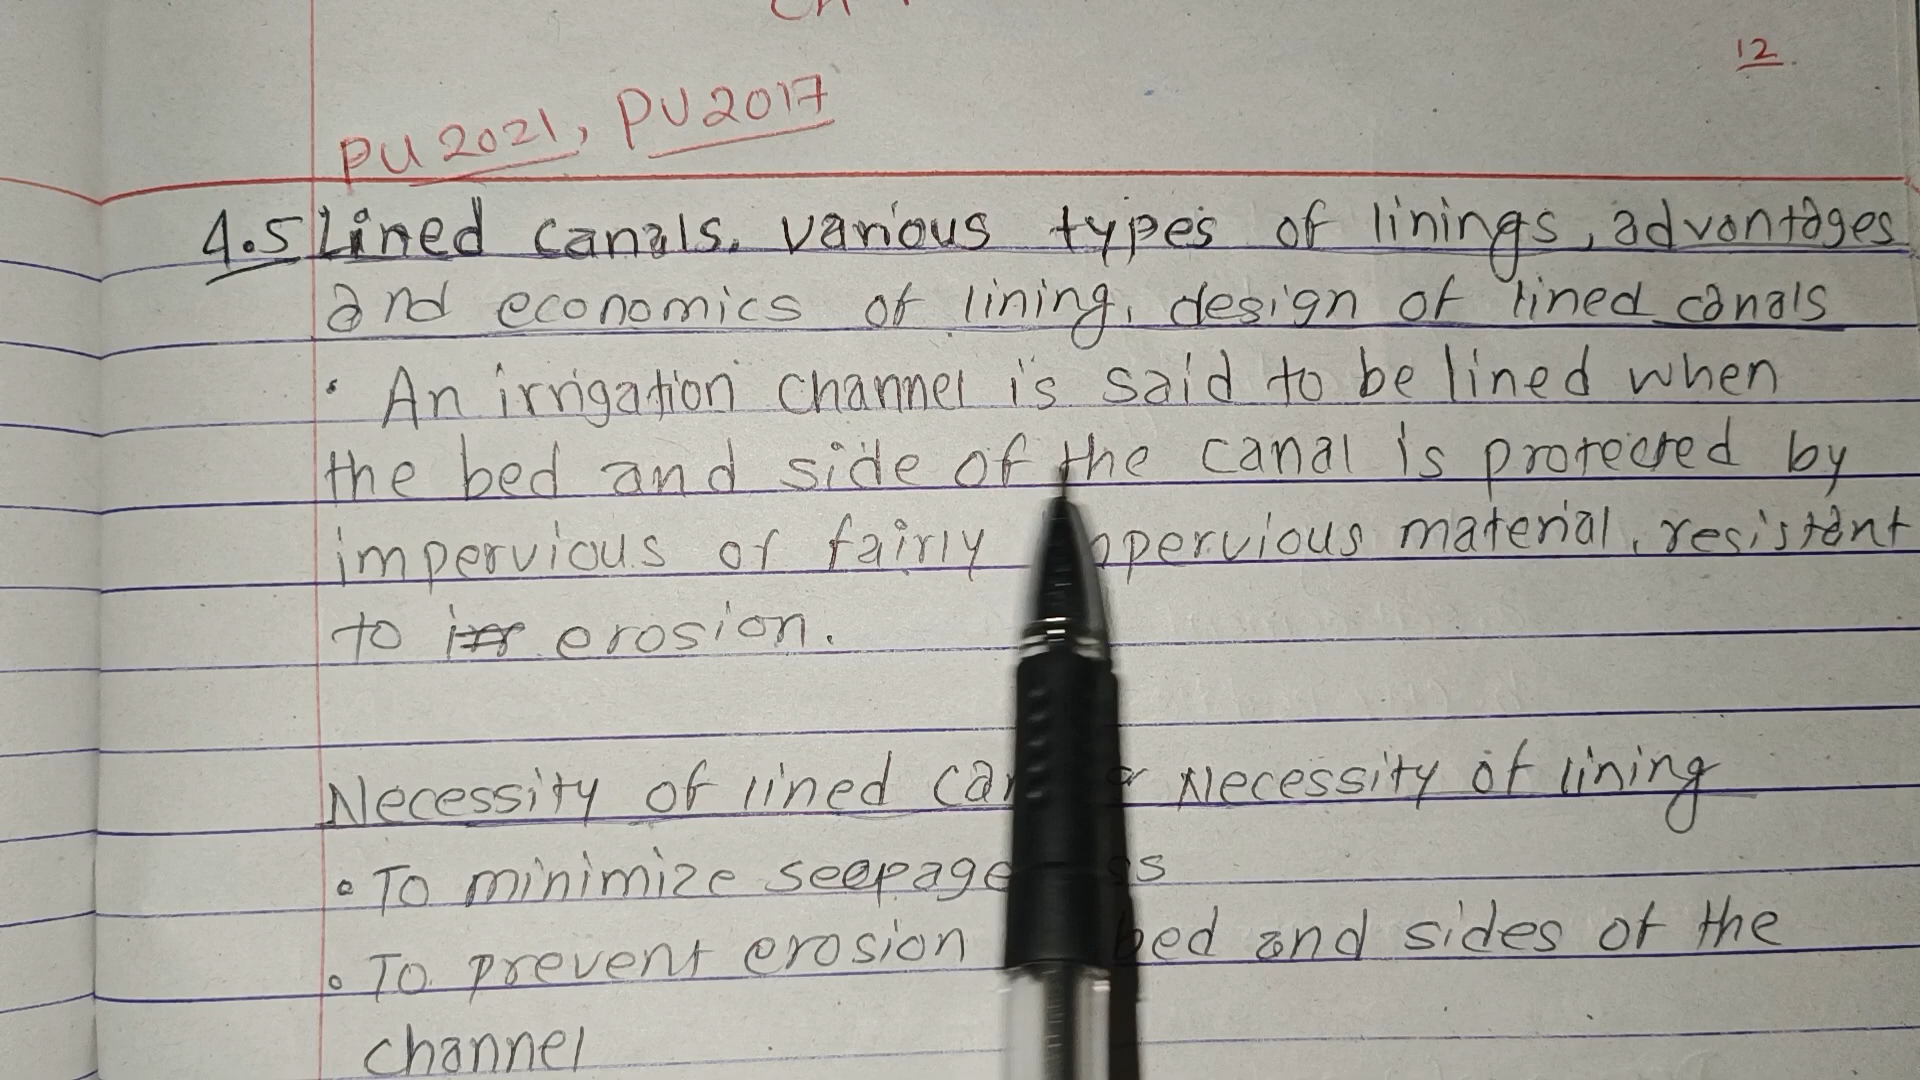 12
PU 2021, PU 2017
4.5 Lined canals, various types of linings, advantages
and economics of lining, design of lined canals
• An irrigation channel is said to be lined when
the bed and side of the canal is protected by
impervious or fairly material, resistant
to erosion.
Necessity of lined or Necessity of lining
• To minimize seepage
• To prevent erosion bed and sides of the
channel